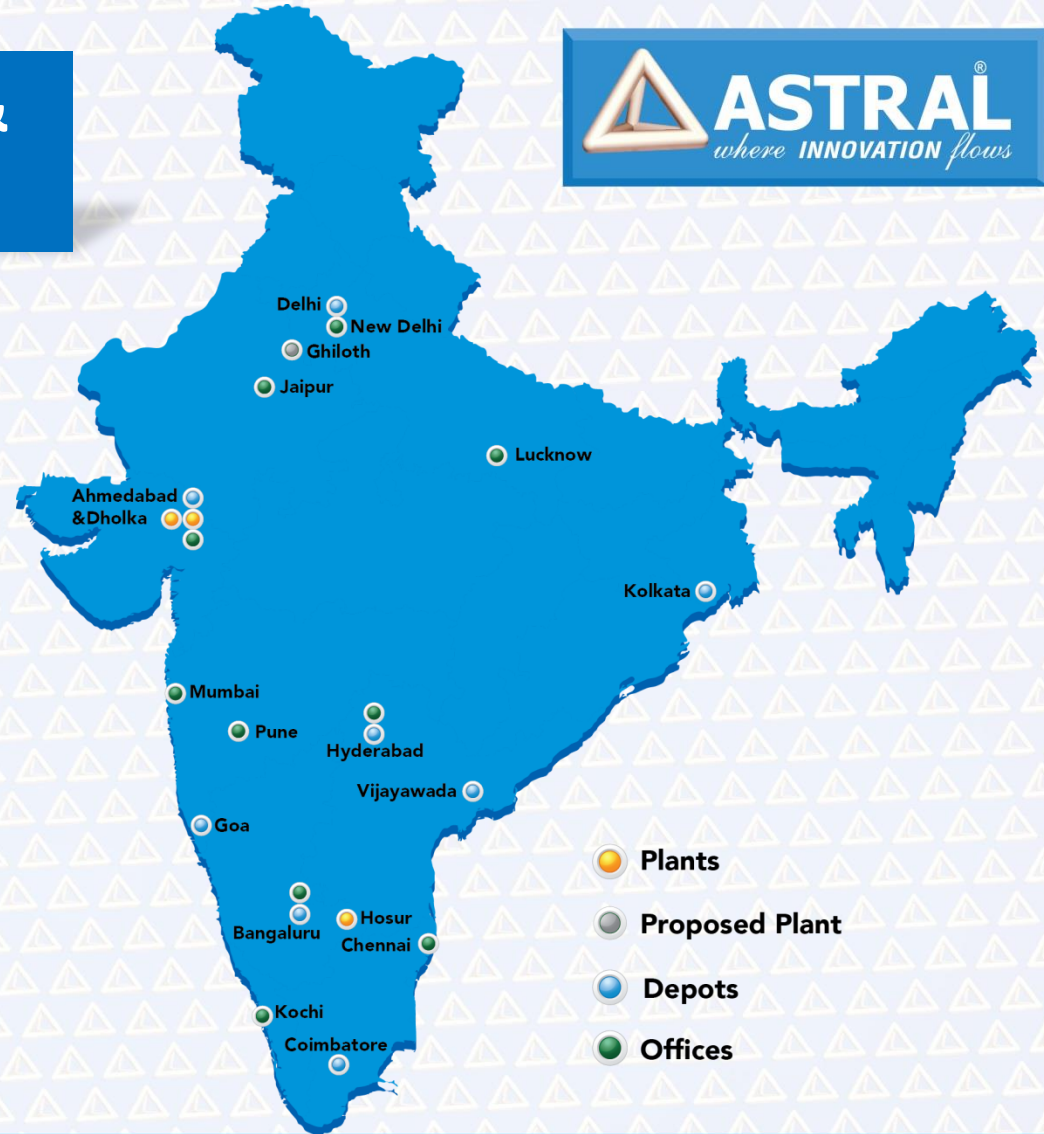 &
ASTRAL®
where INNOVATION flows
Delhi
New Delhi
Ghiloth
Jaipur
Lucknow
Ahmedabad
&Dholka
Kolkata
Mumbai
Pune
Hyderabad
Vijayawada
Goa
Bangaluru
Hosur
Chennai
Kochi
Coimbatore
Plants
Proposed Plant
Depots
Offices